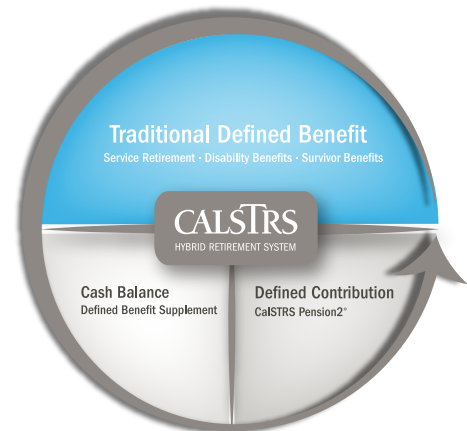 Traditional Defined Benefit
Service Retirement · Disability Benefits · Survivor Benefits
CALSTRS
HYBRID RETIREMENT SYSTEM
Cash Balance
Defined Benefit Supplement
Defined Contribution
CalSTRS Pension2®